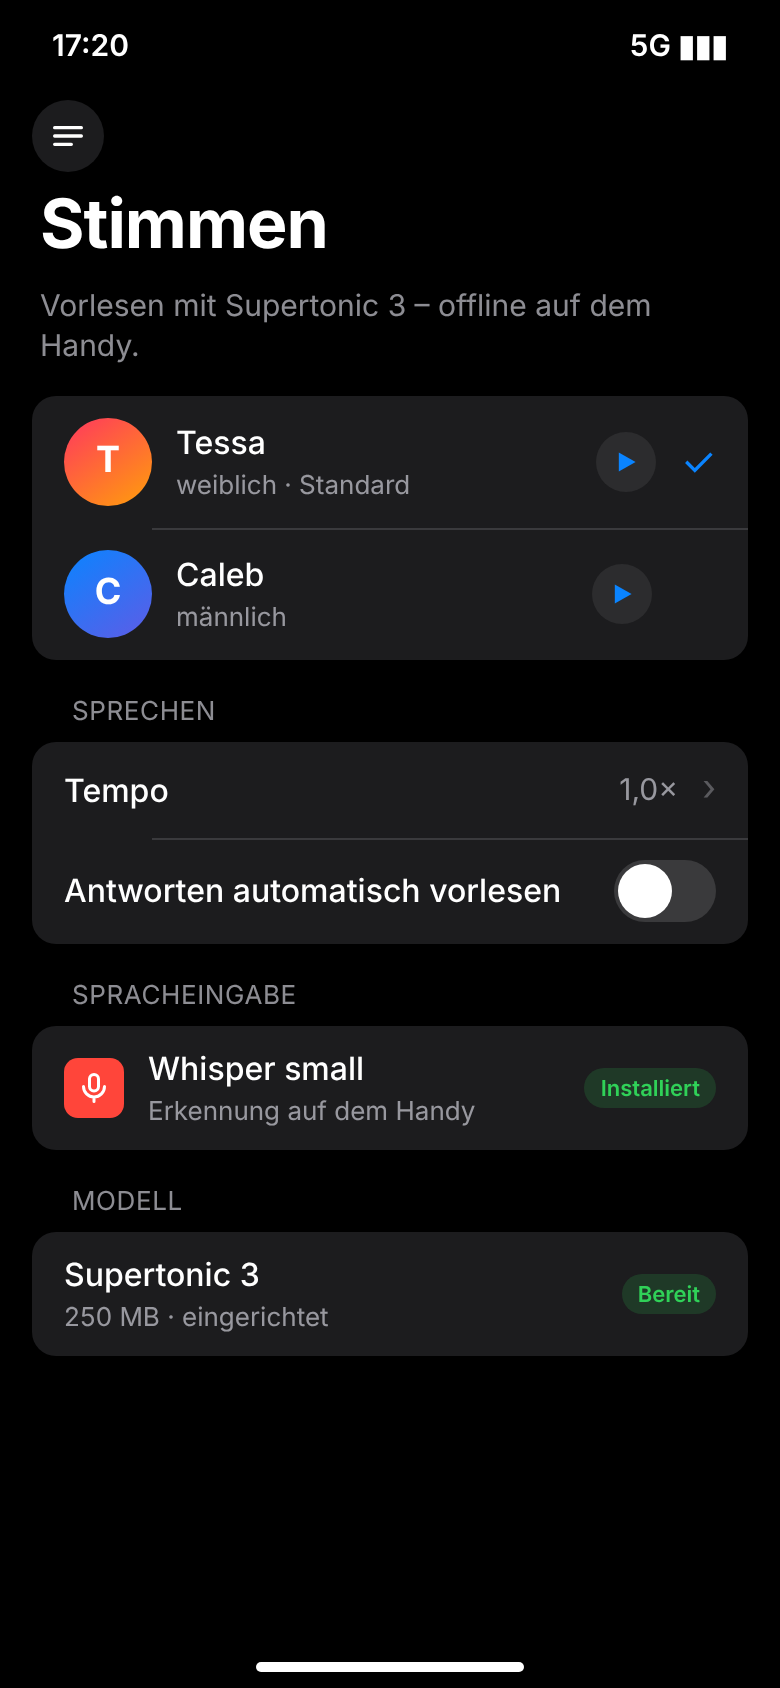 17:20
5G
Stimmen
Vorlesen mit Supertonic 3 – offline auf dem
Handy.
T
Tessa
weiblich · Standard
C
Caleb
männlich
SPRECHEN
Tempo
1,0×
Antworten automatisch vorlesen
SPRACHEINGABE
Whisper small
Erkennung auf dem Handy
Installiert
MODELL
Supertonic 3
250 MB · eingerichtet
Bereit